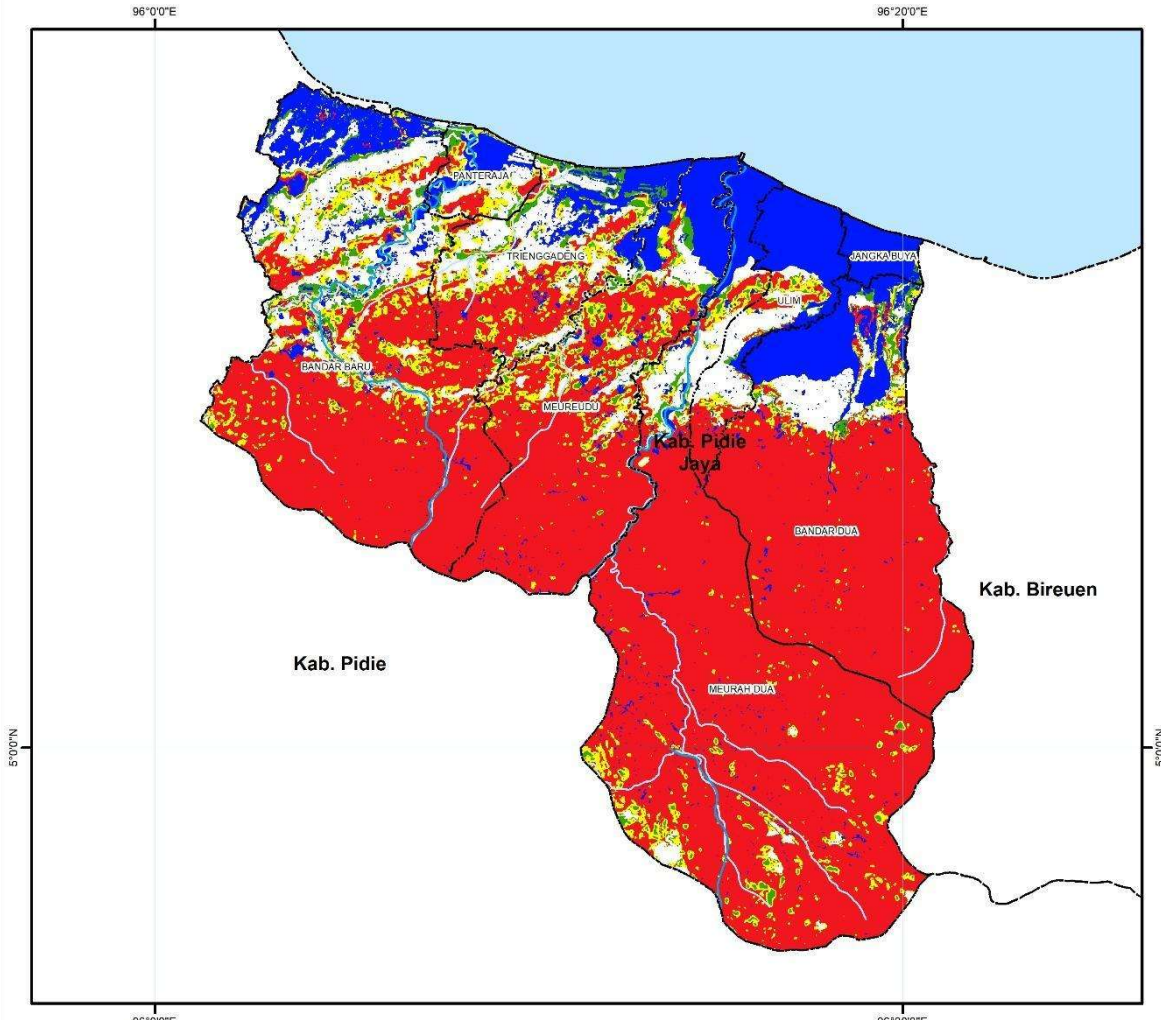 96°0'0"E
96°20'0"E
PANTERAJA
TRIENGGADENG
JANGKA BUYA
ULIM
BANDAR BARU
MEUREUDU
Kab. Pidie
Jaya
BANDAR DUA
Kab. Bireuen
Kab. Pidie
MEURAH DUA
5°0'0"N
5°0'0"N